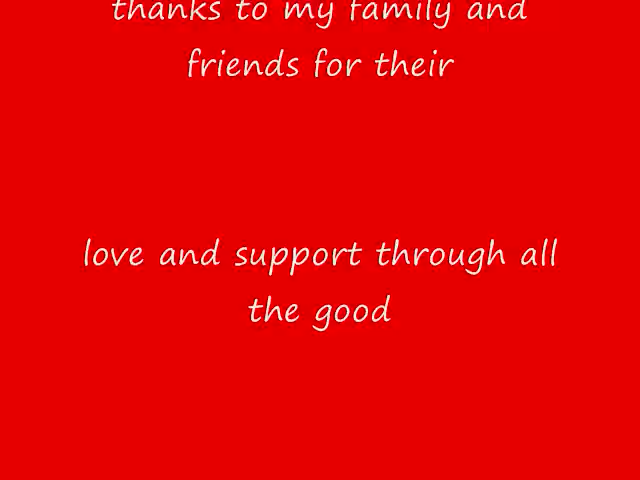 thanks to my family and
friends for their
love and support through all
the good